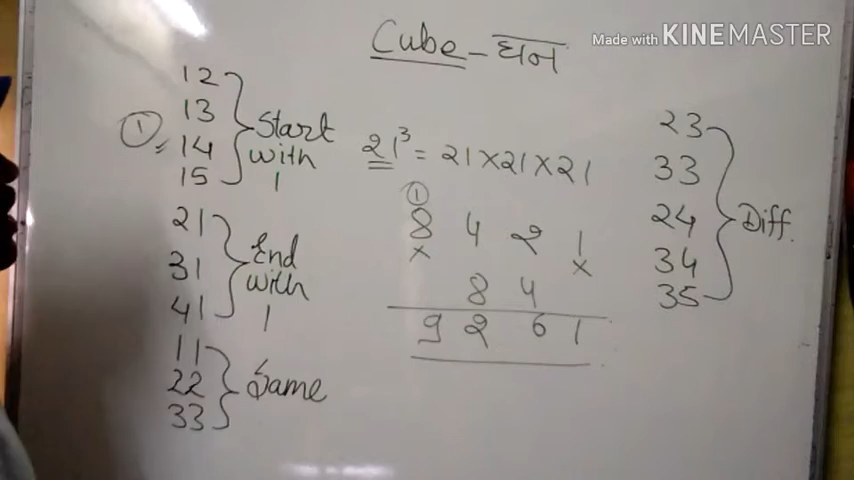 Cube - घन
Made with KINEMASTER
12
13
① 14
15
Start
with
1
21
31
41
End
with
1
11
22
33
Same
21³ = 21×21×21
①
8 4 2 1
× ×
8 4
9 2 6 1
23
33
24
34
35
Diff.